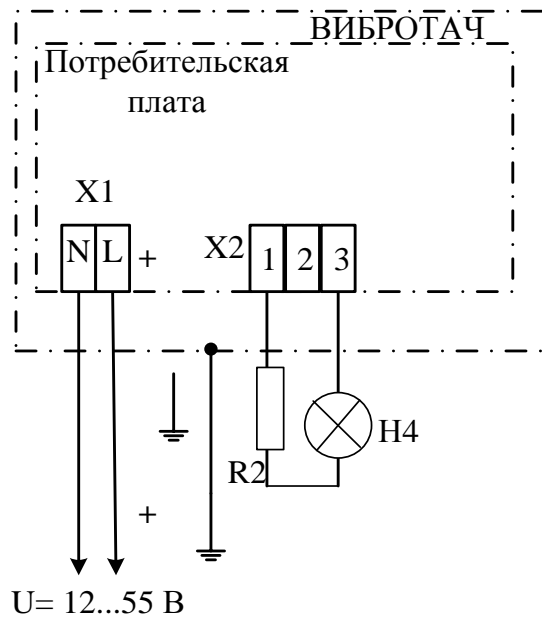 ВИБРОТАЧ
Потребительская
плата
X1
N L +
X2 1 2 3
R2
H4
+
U= 12...55 В